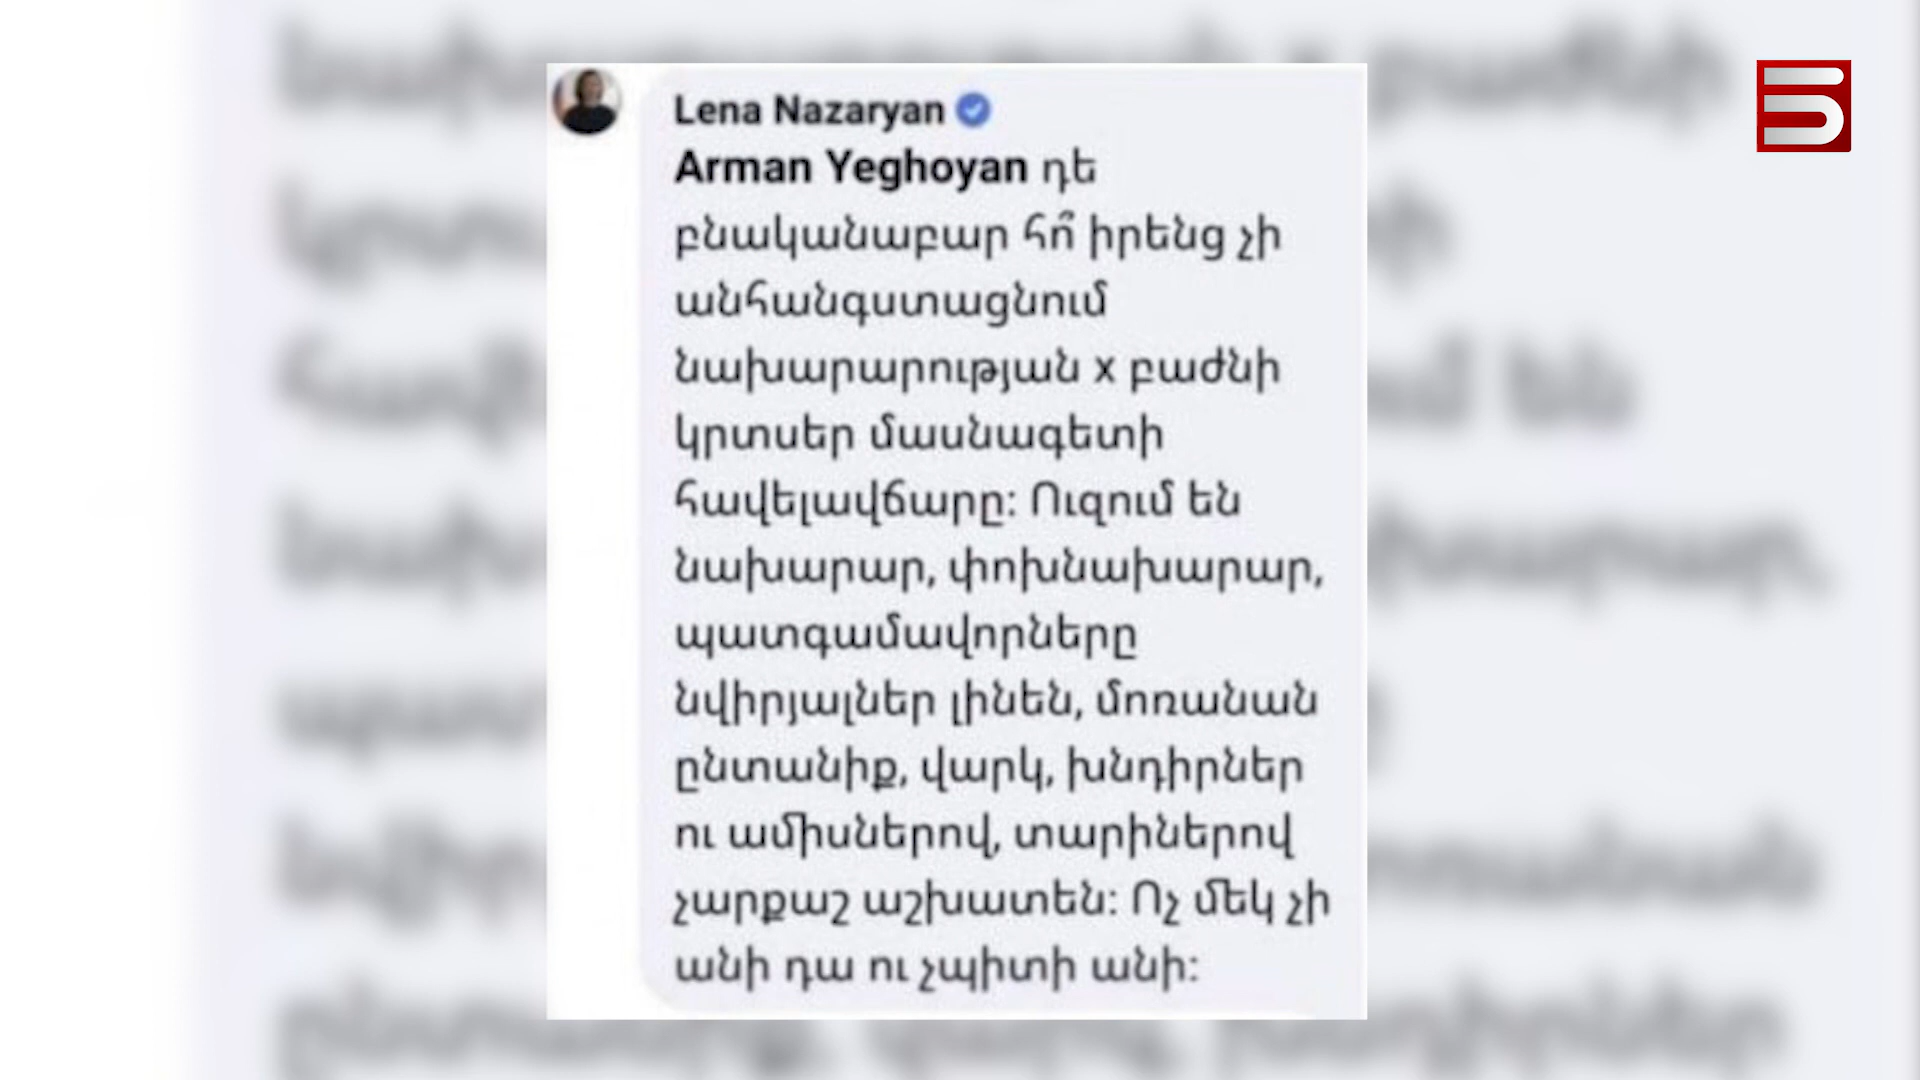 Lena Nazaryan
Arman Yeghoyan դե
բնականաբար հո՞ իրենց չի
անհանգստացնում
նախարարության x բաժնի
կրտսեր մասնագետի
հավելավճարը: Ուզում են
նախարար, փոխնախարար,
պատգամավորները
նվիրյալներ լինեն, մոռանան
ընտանիք, վարկ, խնդիրներ
ու ամիսներով, տարիներով
չարքաշ աշխատեն: Ոչ մեկ չի
անի դա ու չպիտի անի:
5